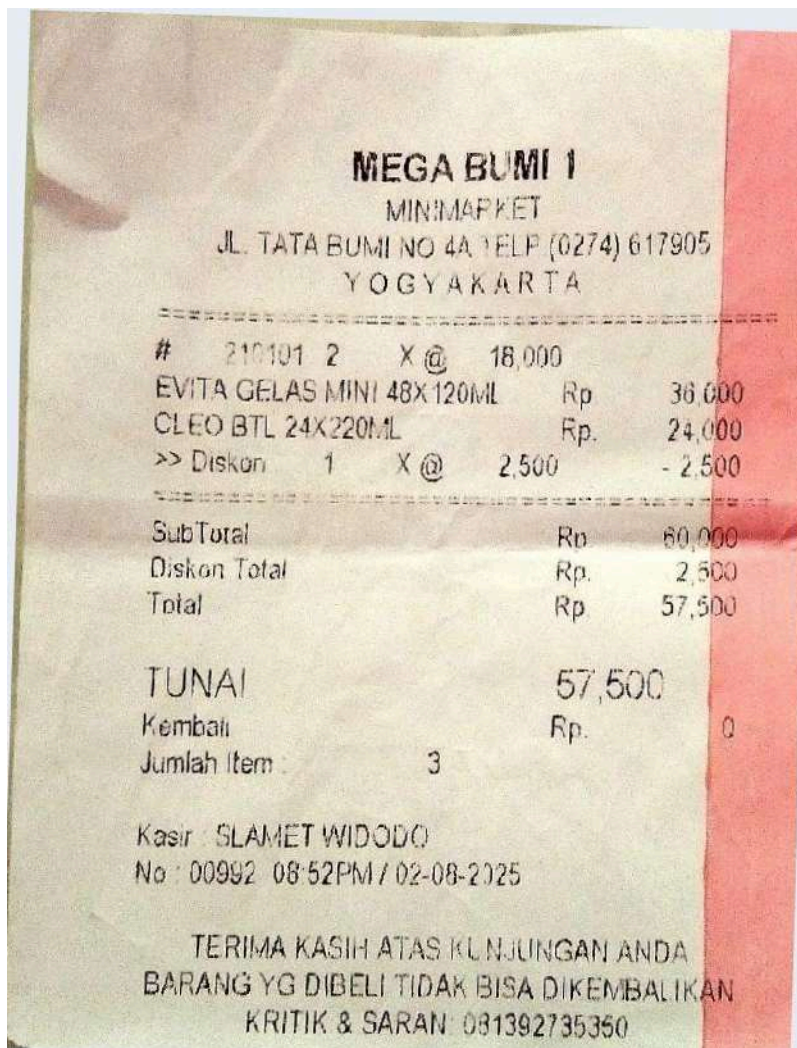 MEGA BUMI 1
MINIMARKET
JL. TATA BUMI NO 4A TELP (0274) 617905
YOGYAKARTA
# 210101 2 X @ 18,000
EVITA GELAS MINI 48X120ML Rp 36,000
CLEO BTL 24X220ML Rp. 24,000
>> Diskon 1 X @ 2,500 - 2,500
SubTotal Rp 60,000
Diskon Total Rp. 2,500
Total Rp 57,500
TUNAI 57,500
Kembali Rp. 0
Jumlah Item : 3
Kasir : SLAMET WIDODO
No : 00992 08:52PM / 02-08-2025
TERIMA KASIH ATAS KUNJUNGAN ANDA
BARANG YG DIBELI TIDAK BISA DIKEMBALIKAN
KRITIK & SARAN: 081392735350